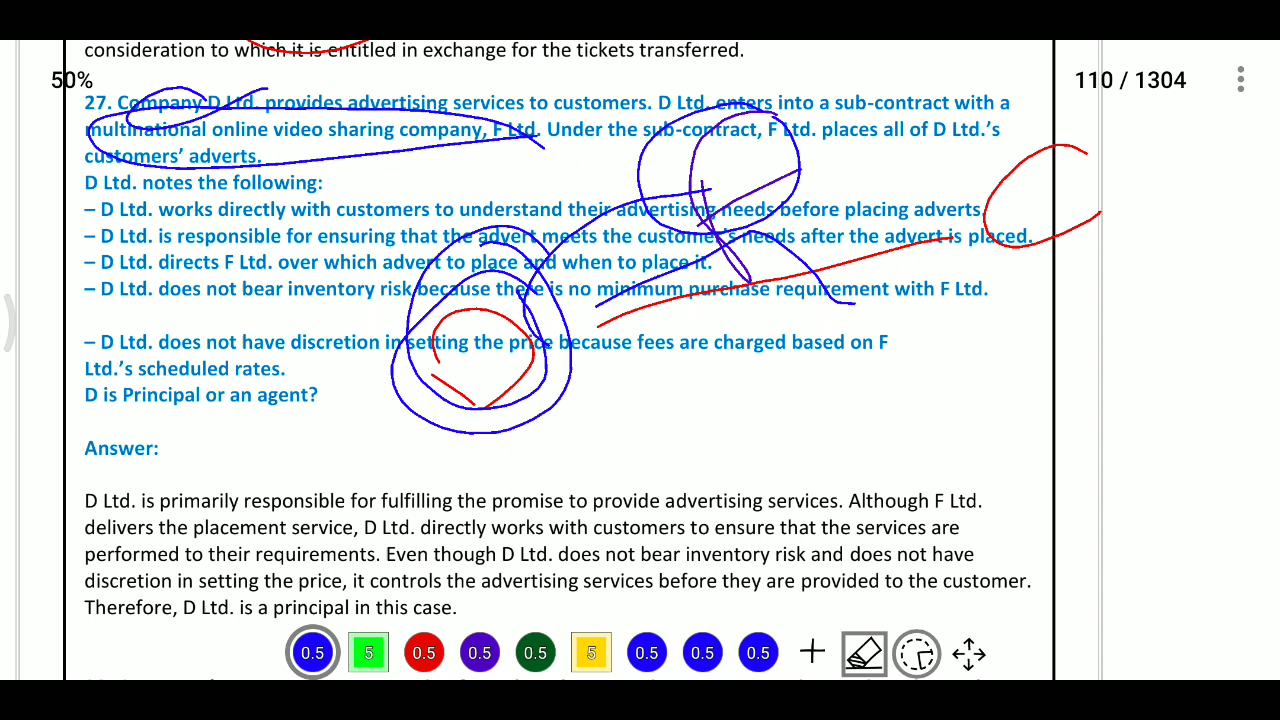 consideration to which it is entitled in exchange for the tickets transferred.
50%
110 / 1304
27. Company D Ltd. provides advertising services to customers. D Ltd. enters into a sub-contract with a
multinational online video sharing company, F Ltd. Under the sub-contract, F Ltd. places all of D Ltd.'s
customers' adverts.
D Ltd. notes the following:
– D Ltd. works directly with customers to understand their advertising needs before placing adverts.
– D Ltd. is responsible for ensuring that the advert meets the customer's needs after the advert is placed.
– D Ltd. directs F Ltd. over which advert to place and when to place it.
– D Ltd. does not bear inventory risk because there is no minimum purchase requirement with F Ltd.
– D Ltd. does not have discretion in setting the price because fees are charged based on F
Ltd.'s scheduled rates.
D is Principal or an agent?
Answer:
D Ltd. is primarily responsible for fulfilling the promise to provide advertising services. Although F Ltd.
delivers the placement service, D Ltd. directly works with customers to ensure that the services are
performed to their requirements. Even though D Ltd. does not bear inventory risk and does not have
discretion in setting the price, it controls the advertising services before they are provided to the customer.
Therefore, D Ltd. is a principal in this case.
0.5 5 0.5 0.5 0.5 5 0.5 0.5 0.5